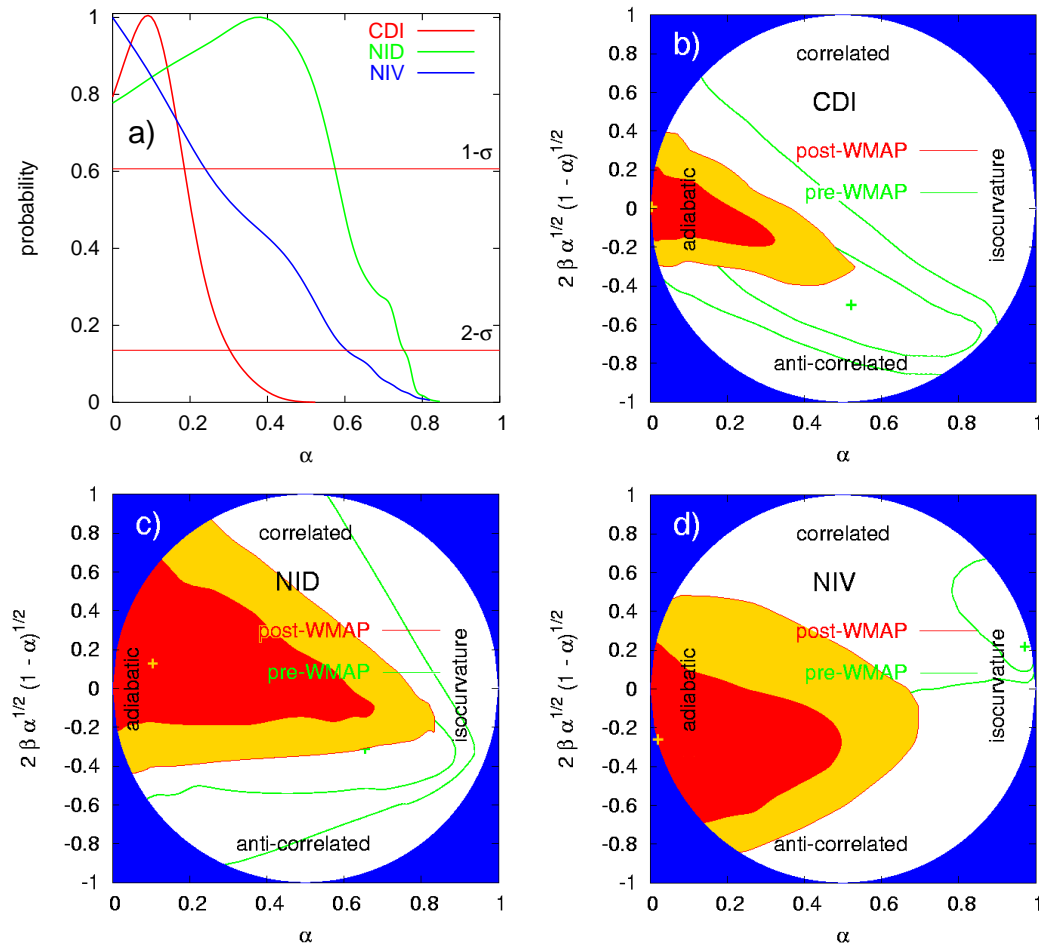 a)
CDI
NID
NIV
1-σ
2-σ
probability
1
0.8
0.6
0.4
0.2
0
0 0.2 0.4 0.6 0.8 1
α
b)
correlated
CDI
post-WMAP
pre-WMAP
adiabatic
isocurvature
anti-correlated
2 β α^1/2 (1 - α)^1/2
1
0.8
0.6
0.4
0.2
0
-0.2
-0.4
-0.6
-0.8
-1
0 0.2 0.4 0.6 0.8 1
α
c)
correlated
NID
post-WMAP
pre-WMAP
adiabatic
isocurvature
anti-correlated
2 β α^1/2 (1 - α)^1/2
1
0.8
0.6
0.4
0.2
0
-0.2
-0.4
-0.6
-0.8
-1
0 0.2 0.4 0.6 0.8 1
α
d)
correlated
NIV
post-WMAP
pre-WMAP
adiabatic
isocurvature
anti-correlated
2 β α^1/2 (1 - α)^1/2
1
0.8
0.6
0.4
0.2
0
-0.2
-0.4
-0.6
-0.8
-1
0 0.2 0.4 0.6 0.8 1
α